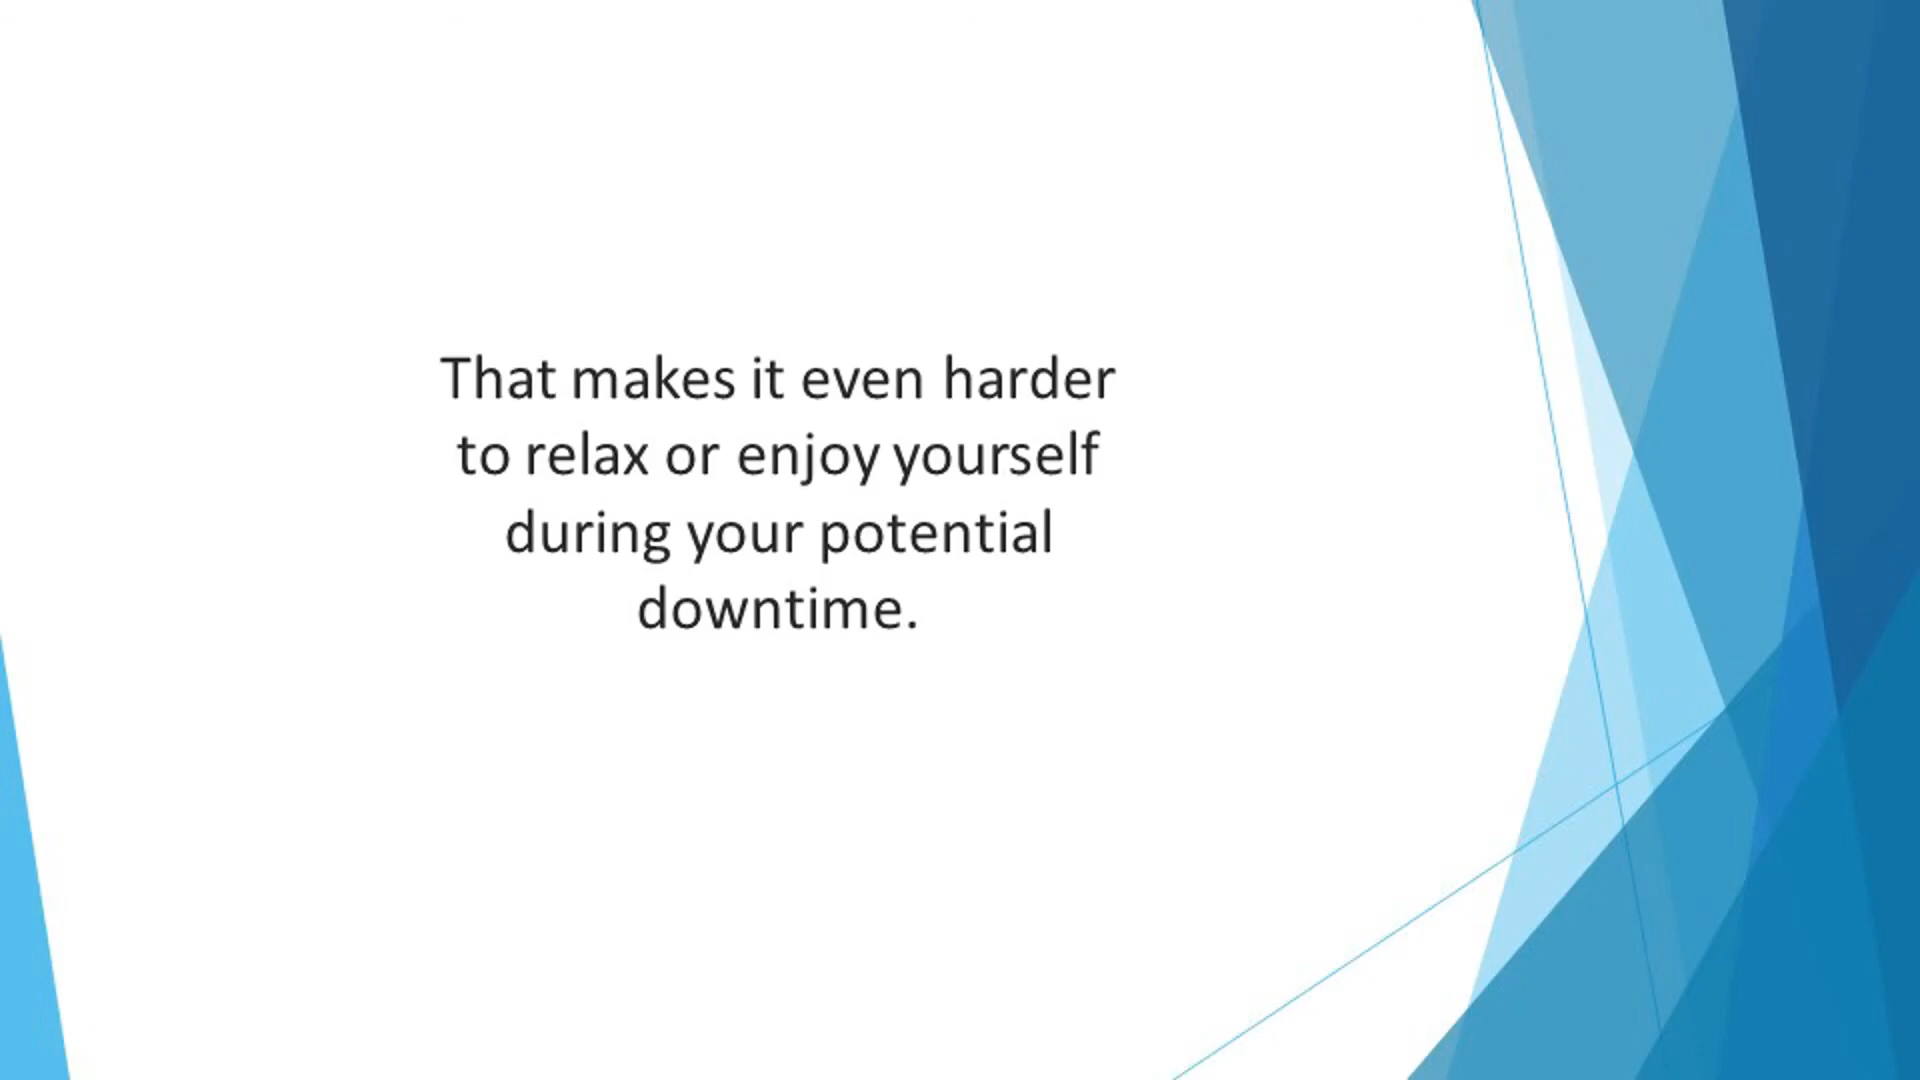 That makes it even harder
to relax or enjoy yourself
during your potential
downtime.